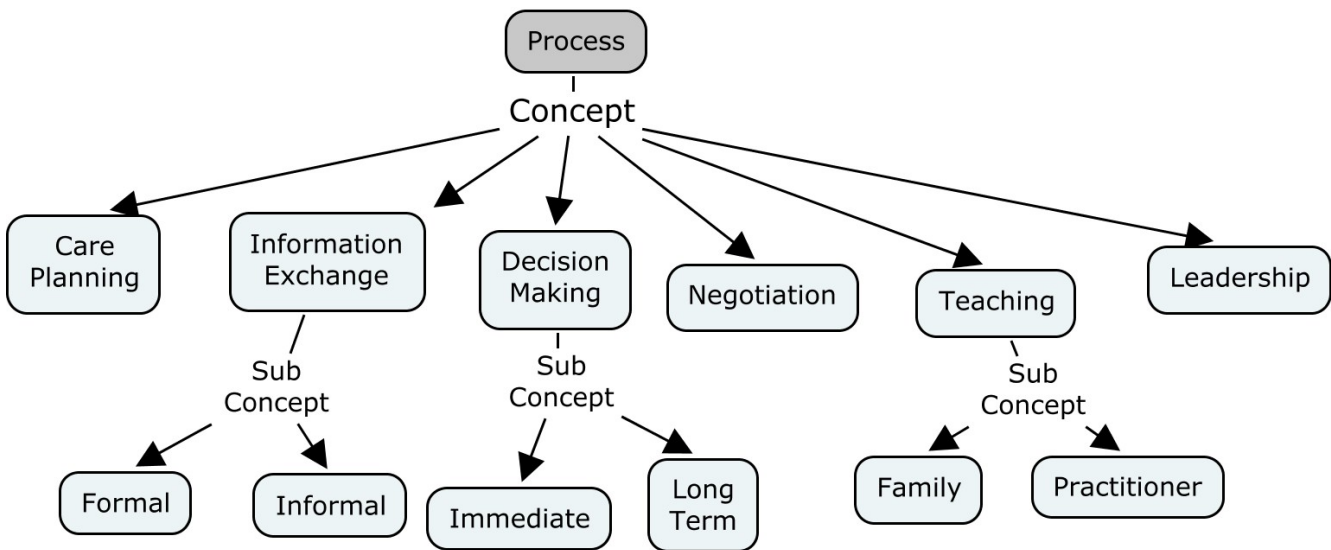 Process
Concept
Care
Planning
Information
Exchange
Decision
Making
Negotiation
Teaching
Leadership
Sub
Concept
Formal
Informal
Sub
Concept
Immediate
Long
Term
Sub
Concept
Family
Practitioner